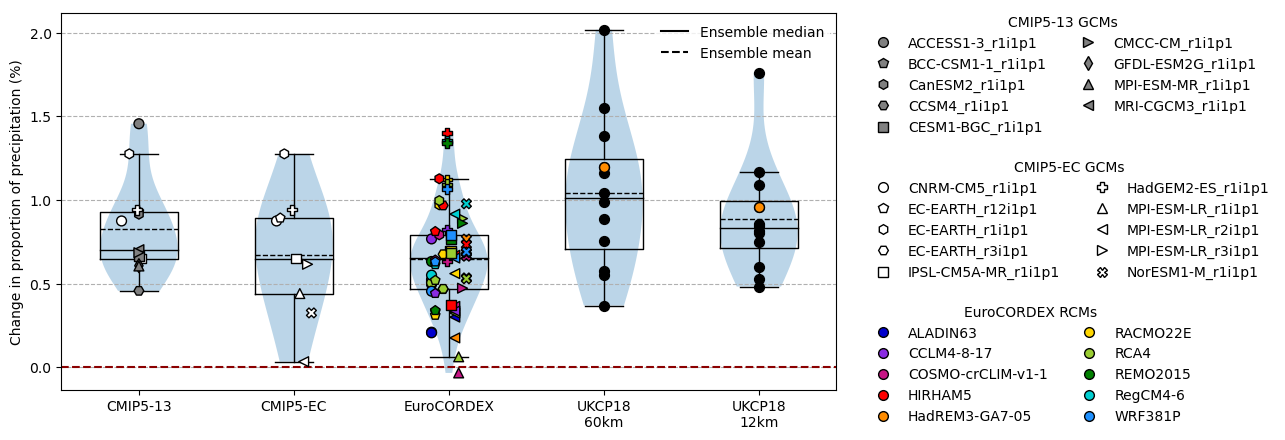 Change in proportion of precipitation (%)
2.0
1.5
1.0
0.5
0.0
Ensemble median
Ensemble mean
CMIP5-13
CMIP5-EC
EuroCORDEX
UKCP18
60km
UKCP18
12km
CMIP5-13 GCMs
ACCESS1-3_r1i1p1
BCC-CSM1-1_r1i1p1
CanESM2_r1i1p1
CCSM4_r1i1p1
CESM1-BGC_r1i1p1
CMCC-CM_r1i1p1
GFDL-ESM2G_r1i1p1
MPI-ESM-MR_r1i1p1
MRI-CGCM3_r1i1p1
CMIP5-EC GCMs
CNRM-CM5_r1i1p1
EC-EARTH_r12i1p1
EC-EARTH_r1i1p1
EC-EARTH_r3i1p1
IPSL-CM5A-MR_r1i1p1
HadGEM2-ES_r1i1p1
MPI-ESM-LR_r1i1p1
MPI-ESM-LR_r2i1p1
MPI-ESM-LR_r3i1p1
NorESM1-M_r1i1p1
EuroCORDEX RCMs
ALADIN63
CCLM4-8-17
COSMO-crCLIM-v1-1
HIRHAM5
HadREM3-GA7-05
RACMO22E
RCA4
REMO2015
RegCM4-6
WRF381P